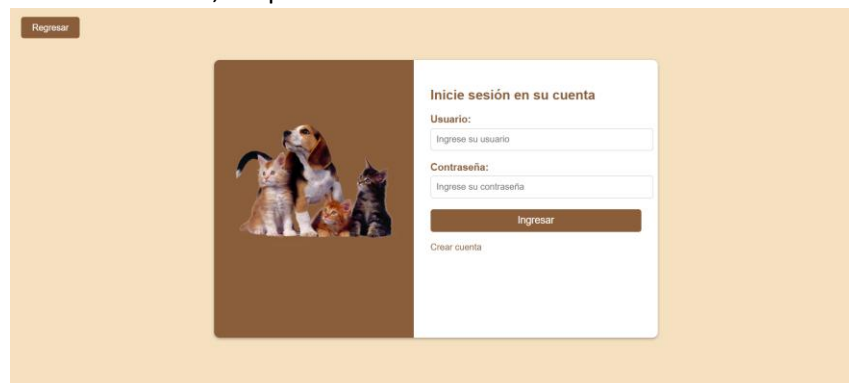 Regresar
Inicie sesión en su cuenta
Usuario:
Ingrese su usuario
Contraseña:
Ingrese su contraseña
Ingresar
Crear cuenta